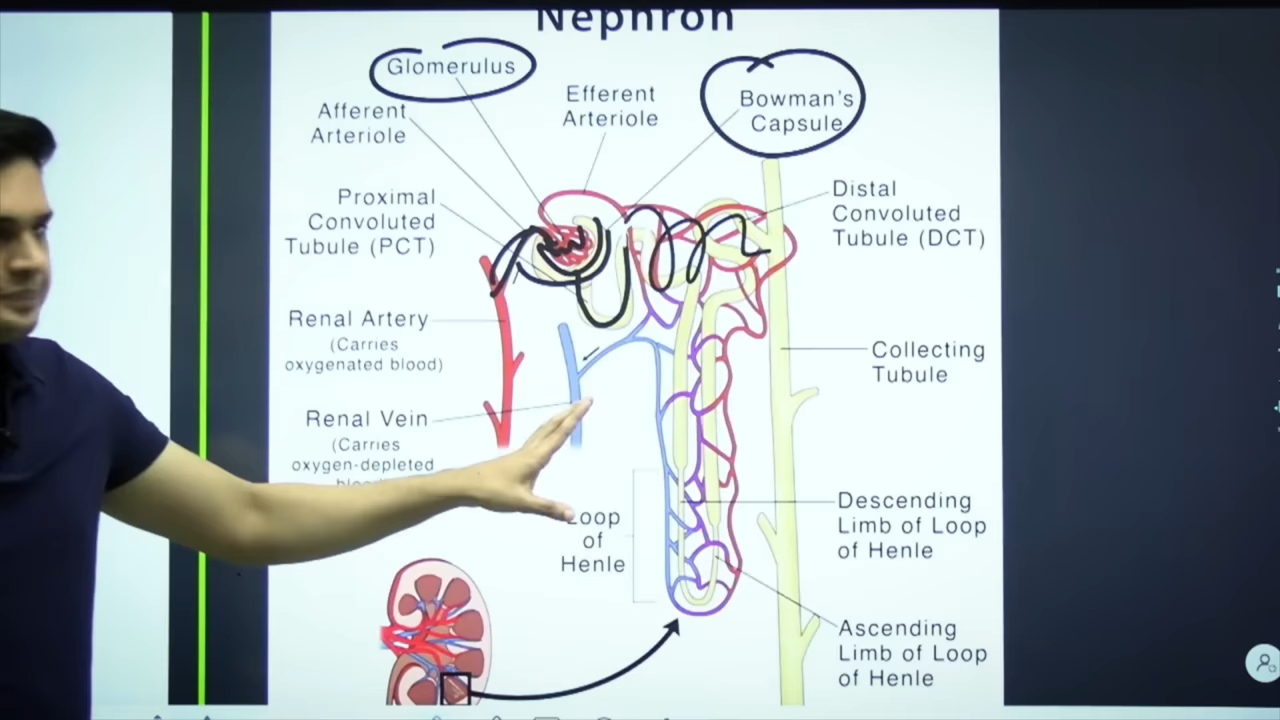 Nephron
Glomerulus
Efferent
Arteriole
Bowman's
Capsule
Afferent
Arteriole
Proximal
Convoluted
Tubule (PCT)
Distal
Convoluted
Tubule (DCT)
Renal Artery
(Carries
oxygenated blood)
Collecting
Tubule
Renal Vein
(Carries
oxygen-depleted
Loop
of
Henle
Descending
Limb of Loop
of Henle
Ascending
Limb of Loop
of Henle